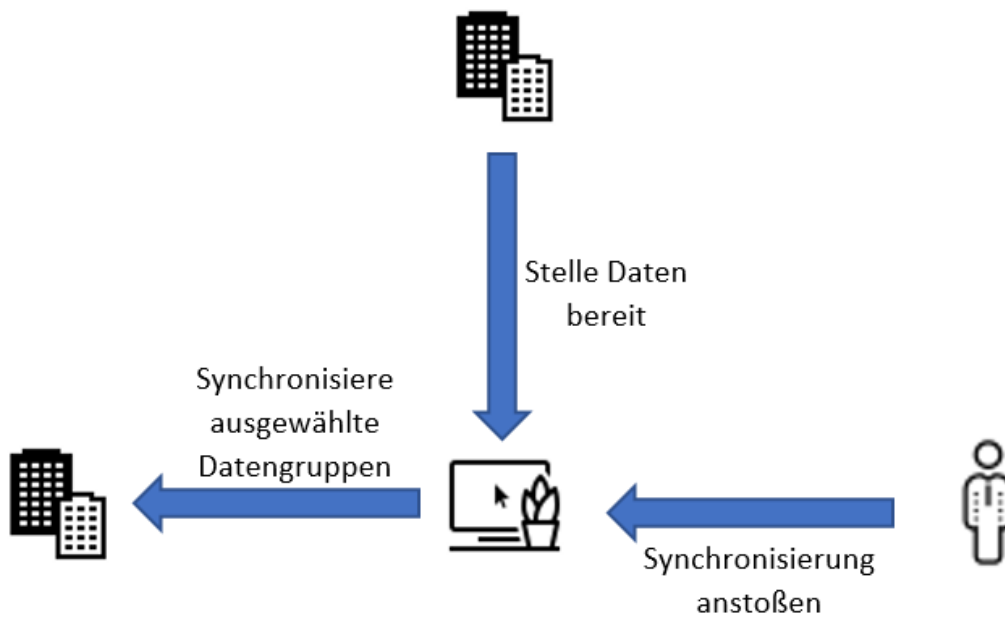 Stelle Daten
bereit
Synchronisiere
ausgewählte
Datengruppen
Synchronisierung
anstoßen